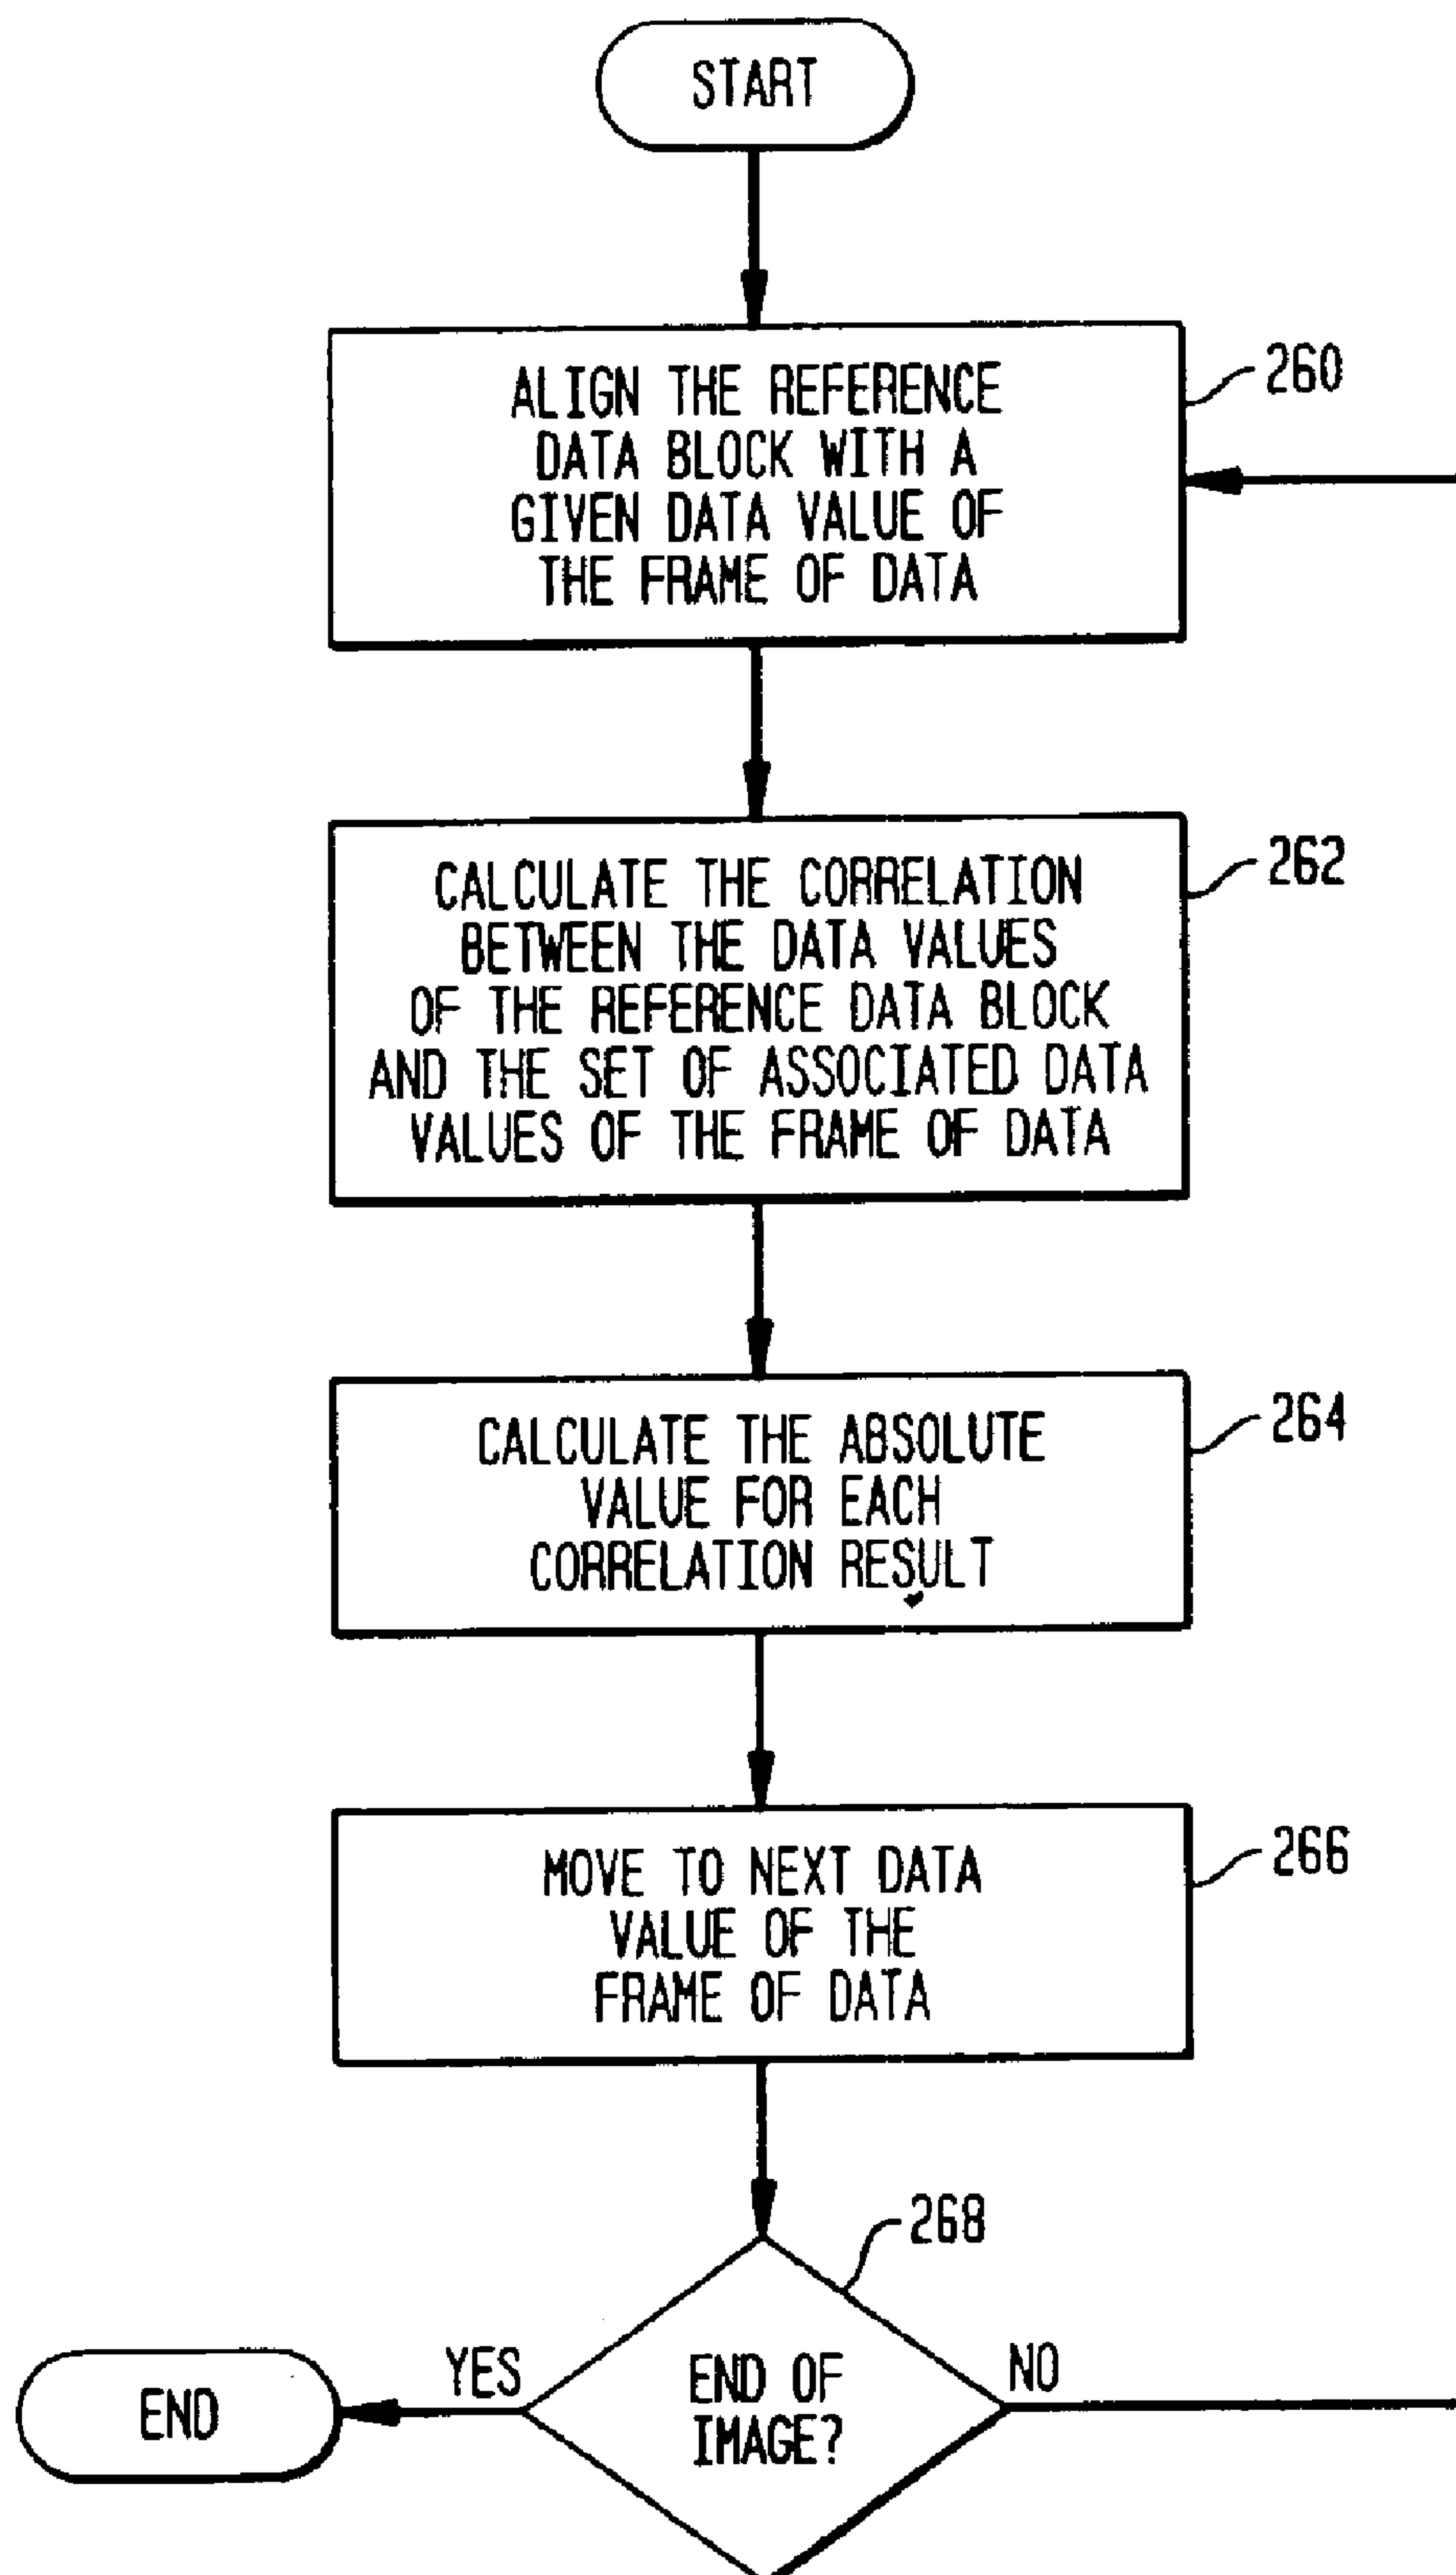 START
ALIGN THE REFERENCE
DATA BLOCK WITH A
GIVEN DATA VALUE OF
THE FRAME OF DATA
260
CALCULATE THE CORRELATION
BETWEEN THE DATA VALUES
OF THE REFERENCE DATA BLOCK
AND THE SET OF ASSOCIATED DATA
VALUES OF THE FRAME OF DATA
262
CALCULATE THE ABSOLUTE
VALUE FOR EACH
CORRELATION RESULT
264
MOVE TO NEXT DATA
VALUE OF THE
FRAME OF DATA
266
268
END OF
IMAGE?
YES
NO
END